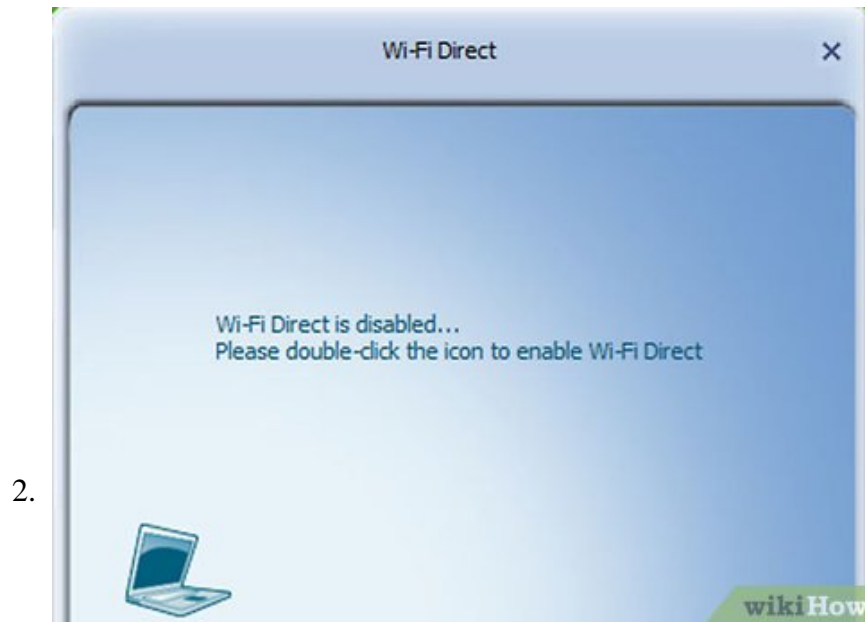 Wi-Fi Direct
Wi-Fi Direct is disabled...
Please double-click the icon to enable Wi-Fi Direct
2.
wikiHow